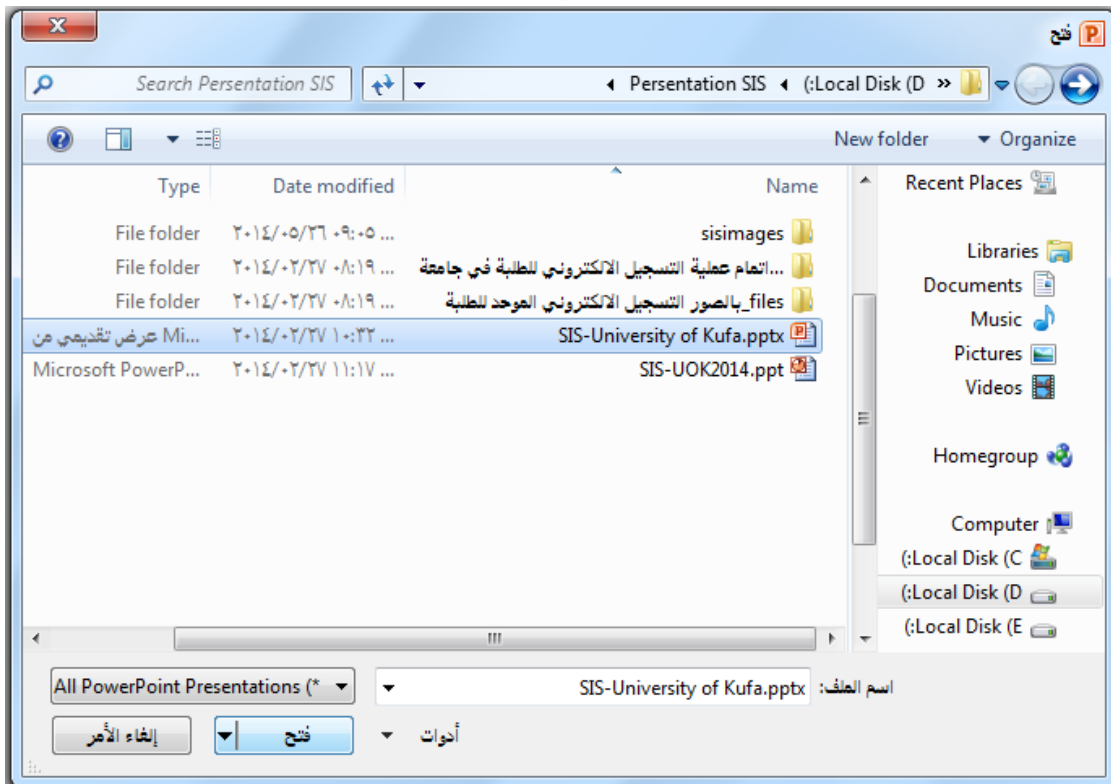 فتح
Local Disk (D:) Persentation SIS
Search Persentation SIS
Organize New folder
Name Date modified Type
sisimages ٢٠١٤/٠٥/٢٦ ٠٩:٠٥ ... File folder
اتمام عملية التسجيل الالكتروني للطلبة في جامعة... ٢٠١٤/٠٢/٢٧ ٠٨:١٩ ... File folder
بالصور التسجيل الالكتروني الموحد للطلبة_files ٢٠١٤/٠٢/٢٧ ٠٨:١٩ ... File folder
SIS-University of Kufa.pptx ٢٠١٤/٠٢/٢٧ ١٠:٣٢ ... عرض تقديمي من Mi...
SIS-UOK2014.ppt ٢٠١٤/٠٢/٢٧ ١١:١٧ ... Microsoft PowerP...
Recent Places
Libraries
Documents
Music
Pictures
Videos
Homegroup
Computer
Local Disk (C:)
Local Disk (D:)
Local Disk (E:)
اسم الملف: SIS-University of Kufa.pptx
All PowerPoint Presentations (*
أدوات فتح إلغاء الأمر